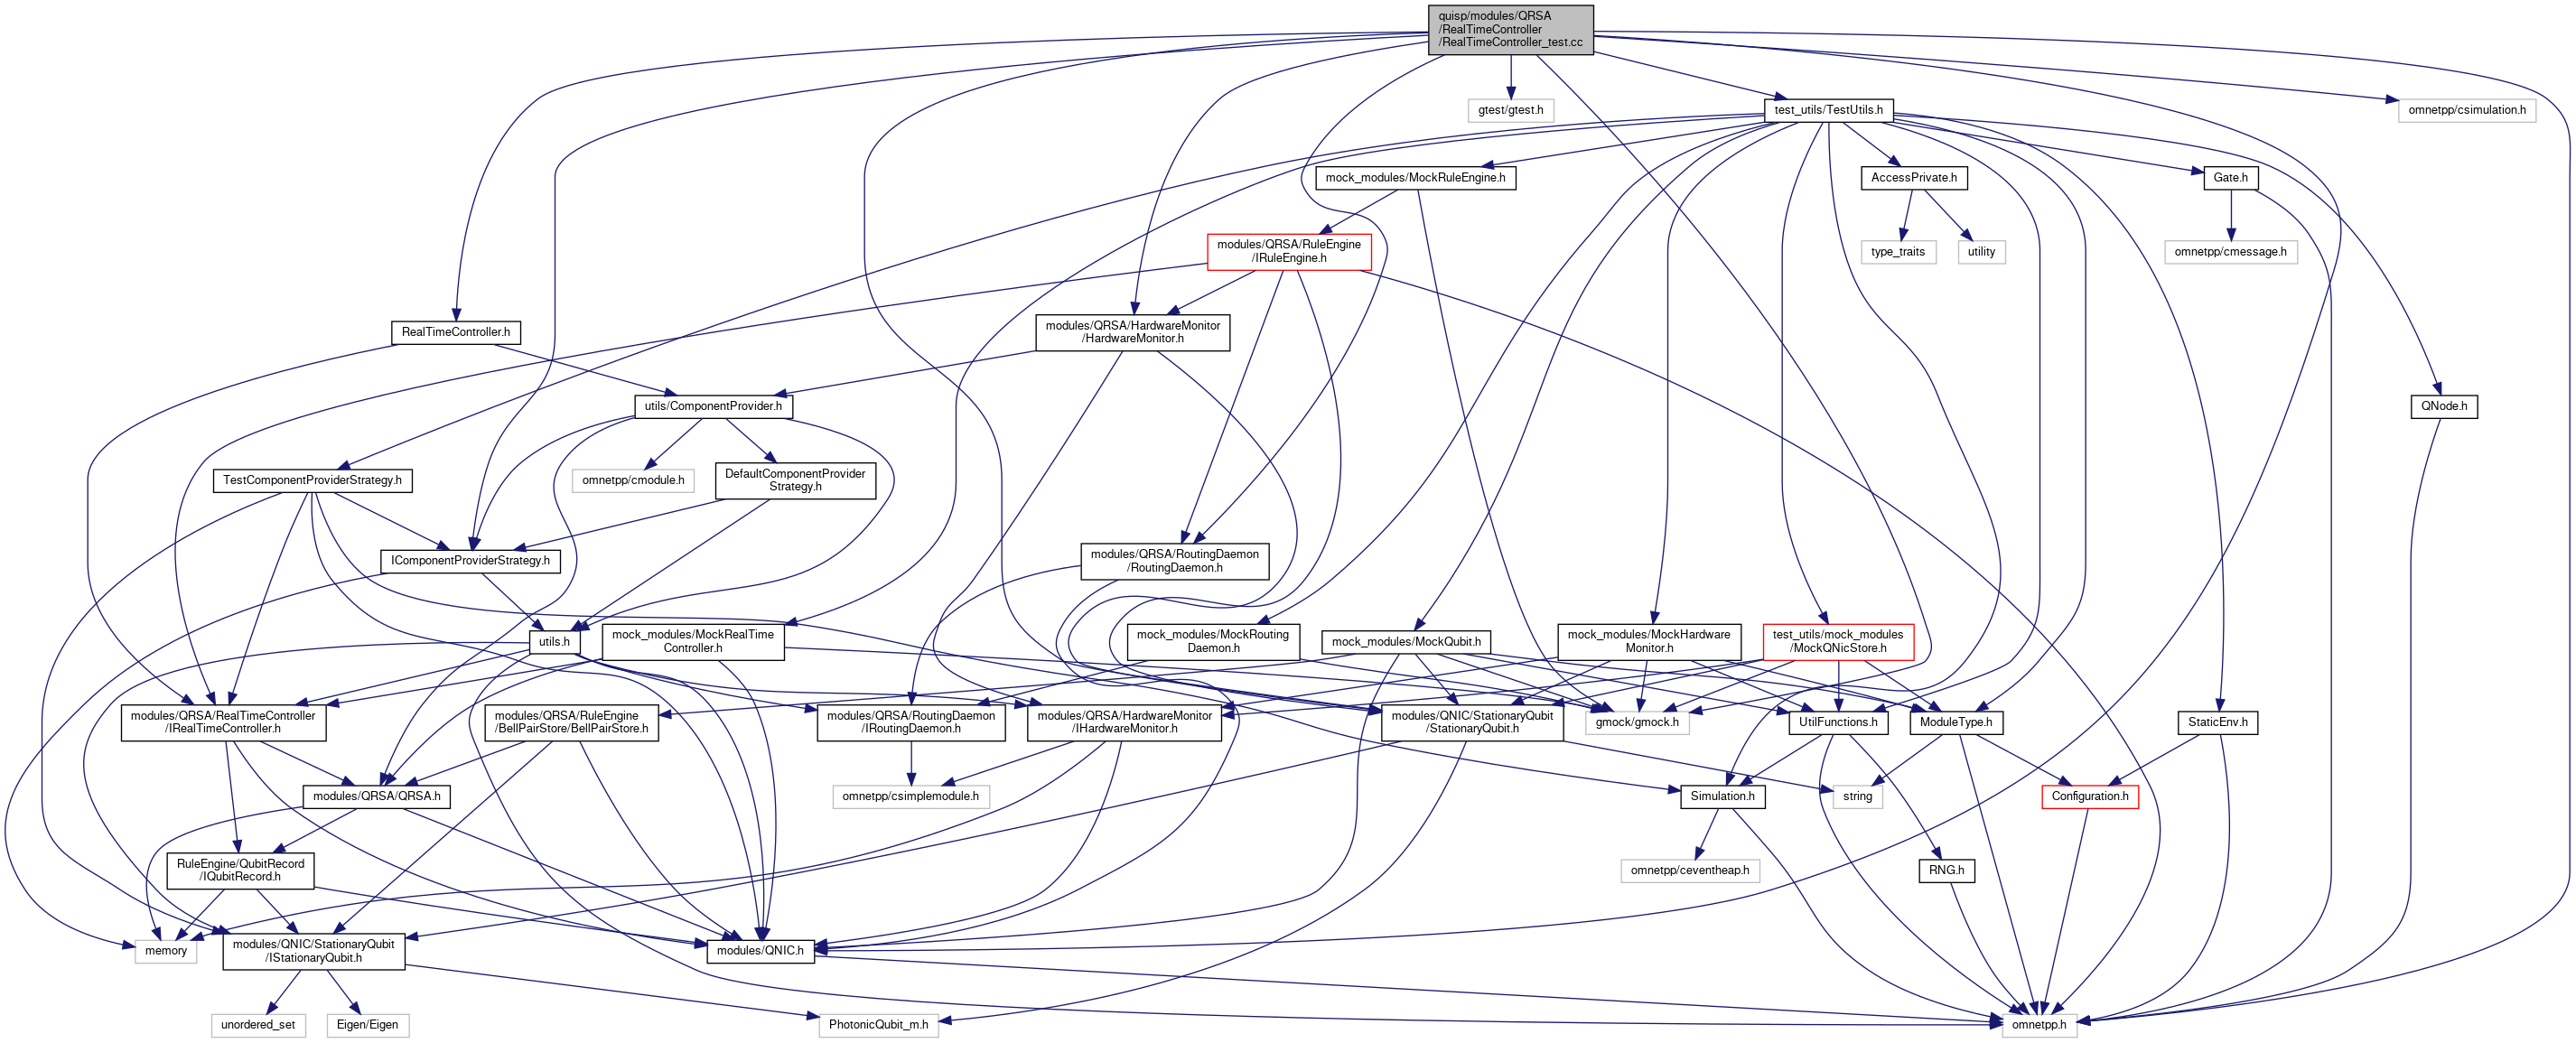 quisp/modules/QRSA
/RealTimeController
/RealTimeController_test.cc
gtest/gtest.h
test_utils/TestUtils.h
omnetpp/csimulation.h
mock_modules/MockRuleEngine.h
AccessPrivate.h
Gate.h
modules/QRSA/RuleEngine
/IRuleEngine.h
type_traits
utility
omnetpp/cmessage.h
RealTimeController.h
modules/QRSA/HardwareMonitor
/HardwareMonitor.h
utils/ComponentProvider.h
QNode.h
TestComponentProviderStrategy.h
omnetpp/cmodule.h
DefaultComponentProvider
Strategy.h
IComponentProviderStrategy.h
modules/QRSA/RoutingDaemon
/RoutingDaemon.h
utils.h
mock_modules/MockRealTime
Controller.h
mock_modules/MockRouting
Daemon.h
mock_modules/MockQubit.h
mock_modules/MockHardware
Monitor.h
test_utils/mock_modules
/MockQNicStore.h
modules/QRSA/RealTimeController
/IRealTimeController.h
modules/QRSA/RuleEngine
/BellPairStore/BellPairStore.h
modules/QRSA/RoutingDaemon
/IRoutingDaemon.h
modules/QRSA/HardwareMonitor
/IHardwareMonitor.h
modules/QNIC/StationaryQubit
/StationaryQubit.h
gmock/gmock.h
UtilFunctions.h
ModuleType.h
StaticEnv.h
modules/QRSA/QRSA.h
omnetpp/csimplemodule.h
Simulation.h
string
Configuration.h
RuleEngine/QubitRecord
/IQubitRecord.h
omnetpp/ceventheap.h
RNG.h
memory
modules/QNIC/StationaryQubit
/IStationaryQubit.h
modules/QNIC.h
unordered_set
Eigen/Eigen
PhotonicQubit_m.h
omnetpp.h